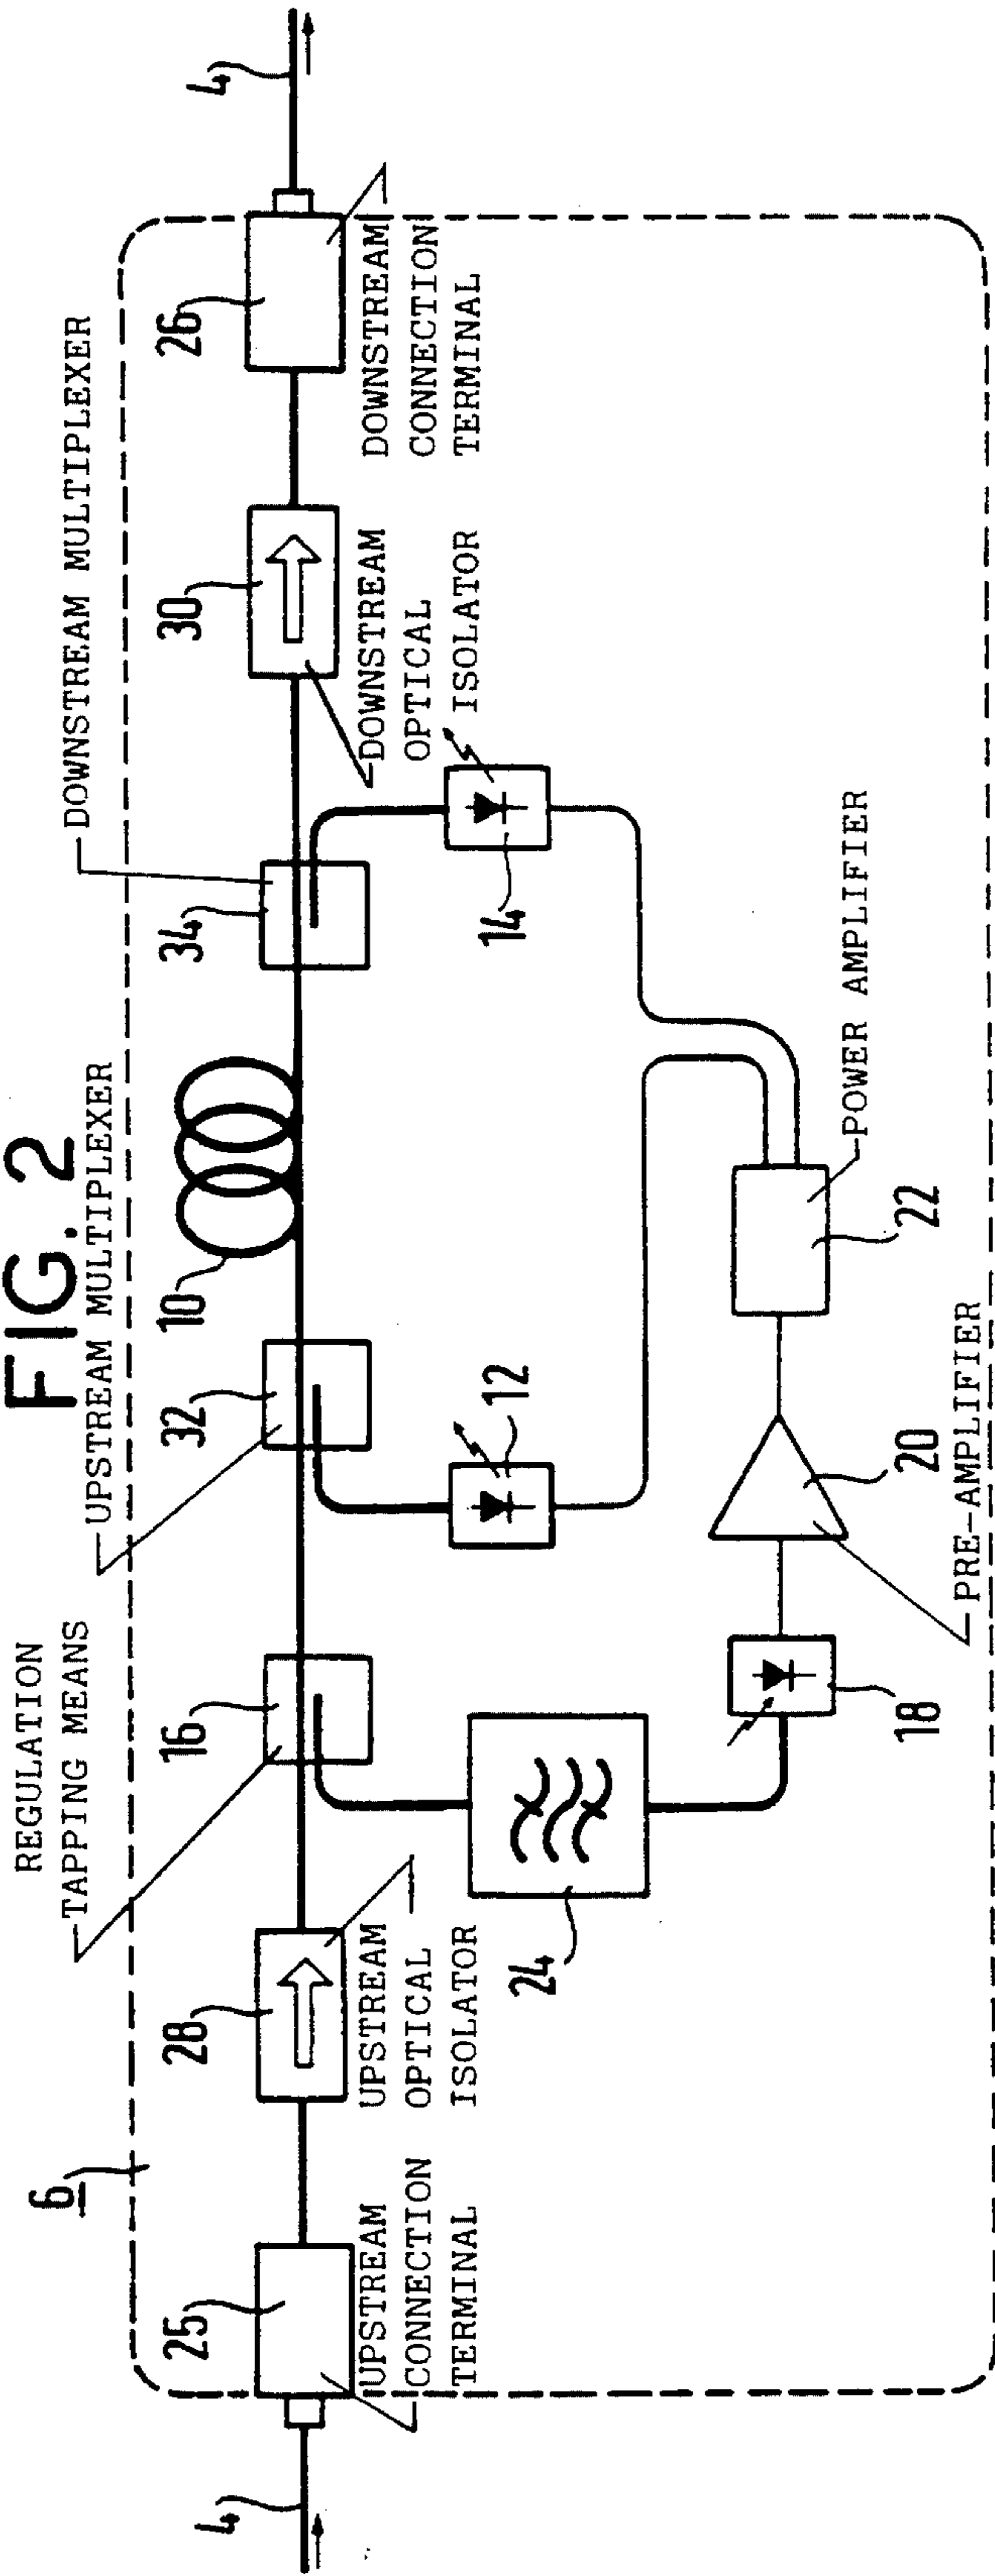 FIG. 2
REGULATION
TAPPING MEANS
UPSTREAM MULTIPLEXER
DOWNSTREAM MULTIPLEXER
6
4
25
28
16
32
10
34
30
26
4
UPSTREAM
CONNECTION
TERMINAL
UPSTREAM
OPTICAL
ISOLATOR
DOWNSTREAM
OPTICAL
ISOLATOR
DOWNSTREAM
CONNECTION
TERMINAL
24
12
14
18
20
22
PRE-AMPLIFIER
POWER AMPLIFIER